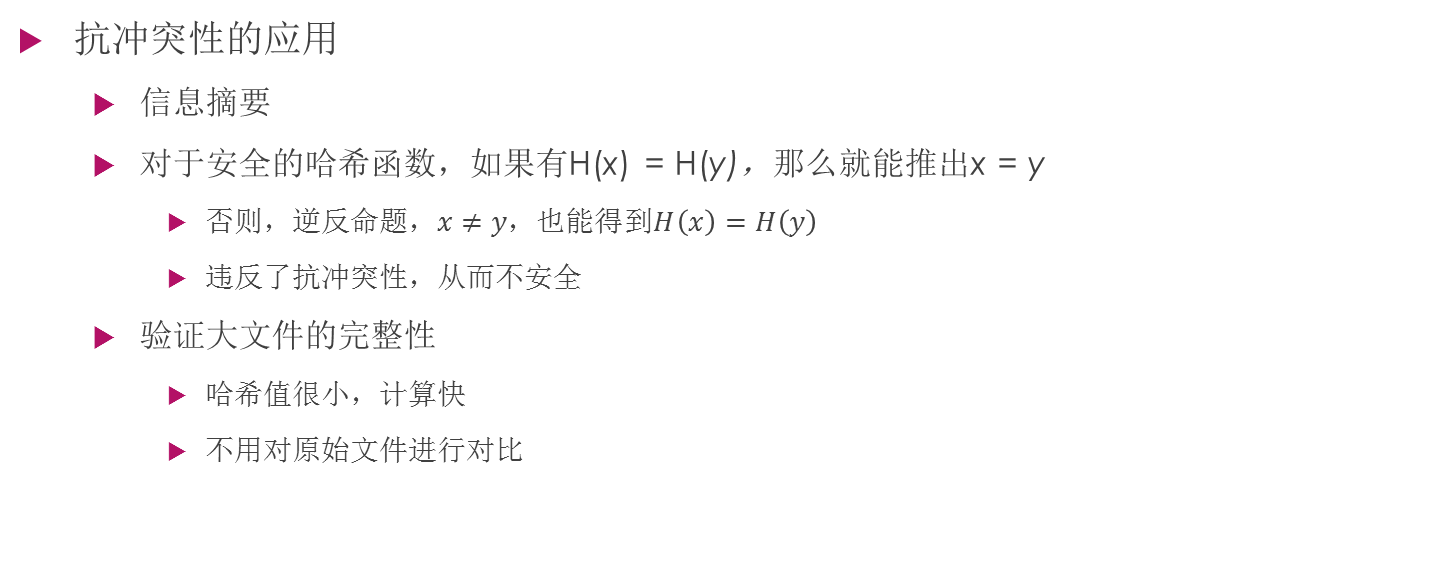 抗冲突性的应用
信息摘要
对于安全的哈希函数，如果有H(x) = H(y)，那么就能推出x = y
否则，逆反命题，x ≠ y，也能得到H(x) = H(y)
违反了抗冲突性，从而不安全
验证大文件的完整性
哈希值很小，计算快
不用对原始文件进行对比